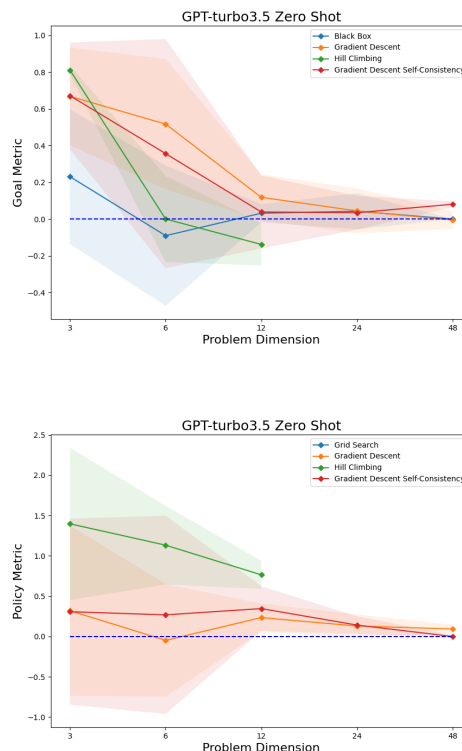 GPT-turbo3.5 Zero Shot
Black Box
Gradient Descent
Hill Climbing
Gradient Descent Self-Consistency
Goal Metric
1.0
0.8
0.6
0.4
0.2
0.0
−0.2
−0.4
3 6 12 24 48
Problem Dimension
GPT-turbo3.5 Zero Shot
Grid Search
Gradient Descent
Hill Climbing
Gradient Descent Self-Consistency
Policy Metric
2.5
2.0
1.5
1.0
0.5
0.0
−0.5
−1.0
3 6 12 24 48
Problem Dimension